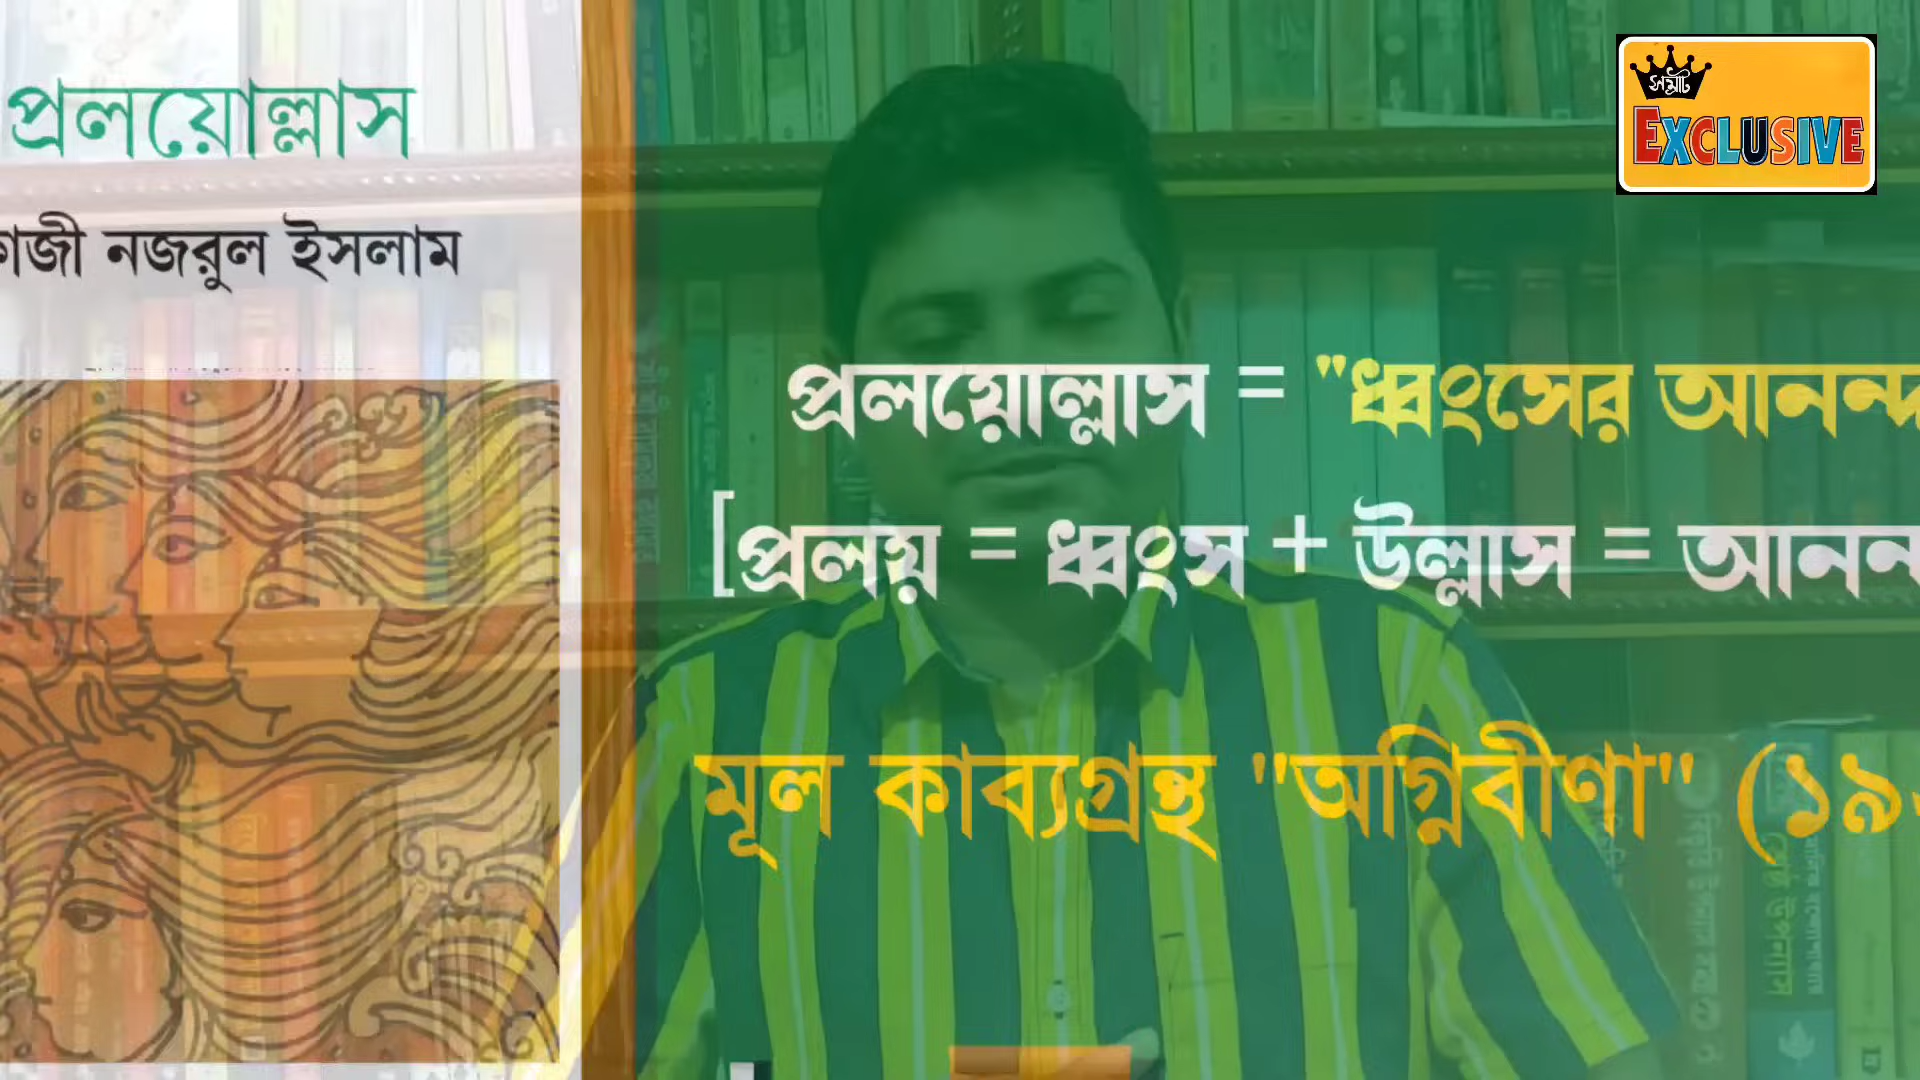 প্রলয়োল্লাস
কাজী নজরুল ইসলাম
সম্রাট
EXCLUSIVE
প্রলয়োল্লাস = "ধ্বংসের আনন্দ
[প্রলয় = ধ্বংস + উল্লাস = আনন
মূল কাব্যগ্রন্থ "অগ্নিবীণা" (১৯